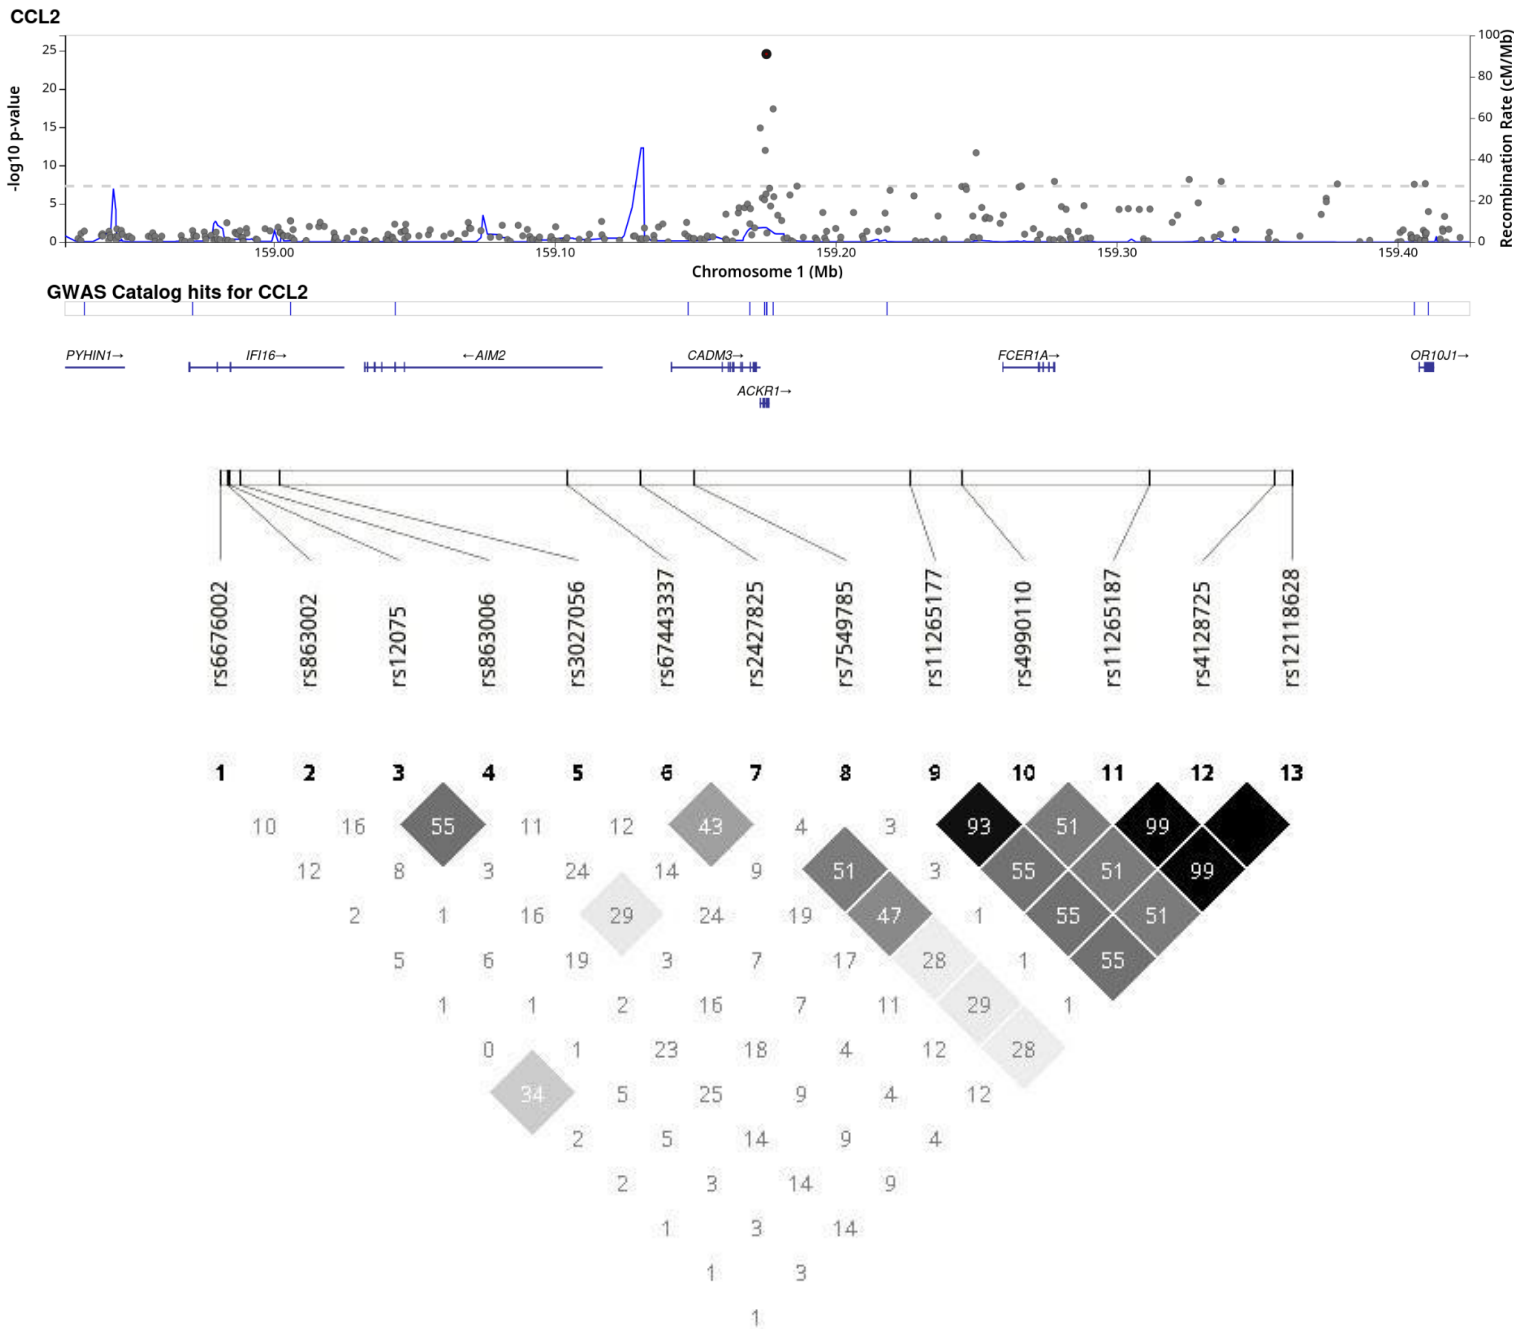 CCL2
25
20
15
10
5
0
-log10 p-value
100
80
60
40
20
0
Recombination Rate (cM/Mb)
159.00 159.10 159.20 159.30 159.40
Chromosome 1 (Mb)
GWAS Catalog hits for CCL2
PYHIN1→ IFI16→ ←AIM2 CADM3→ FCER1A→ OR10J1→
ACKR1→
rs6676002 rs863002 rs12075 rs863006 rs3027056 rs67443337 rs2427825 rs7549785 rs11265177 rs4990110 rs11265187 rs4128725 rs12118628
1 2 3 4 5 6 7 8 9 10 11 12 13
10 16 55 11 12 43 4 3 93 51 99
12 8 3 24 14 9 51 3 55 51 99
2 1 16 29 24 19 47 1 55 51
5 6 19 3 7 17 28 1 55
1 1 2 16 7 11 29 1
0 1 23 18 4 12 28
34 5 25 9 4 12
2 5 14 9 4
2 3 14 9
1 3 14
1 3
1